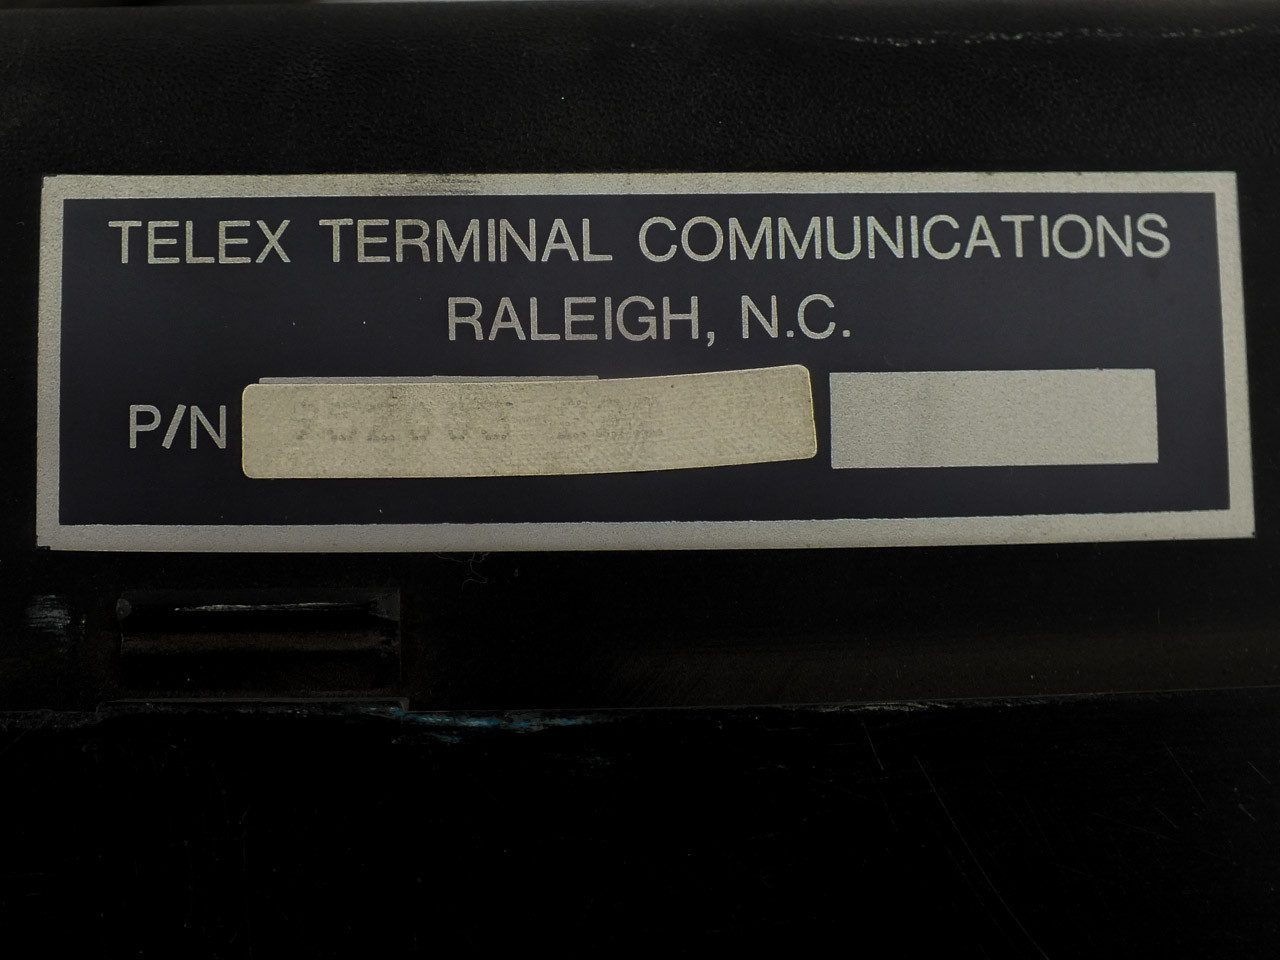 TELEX TERMINAL COMMUNICATIONS
RALEIGH, N.C.
P/N